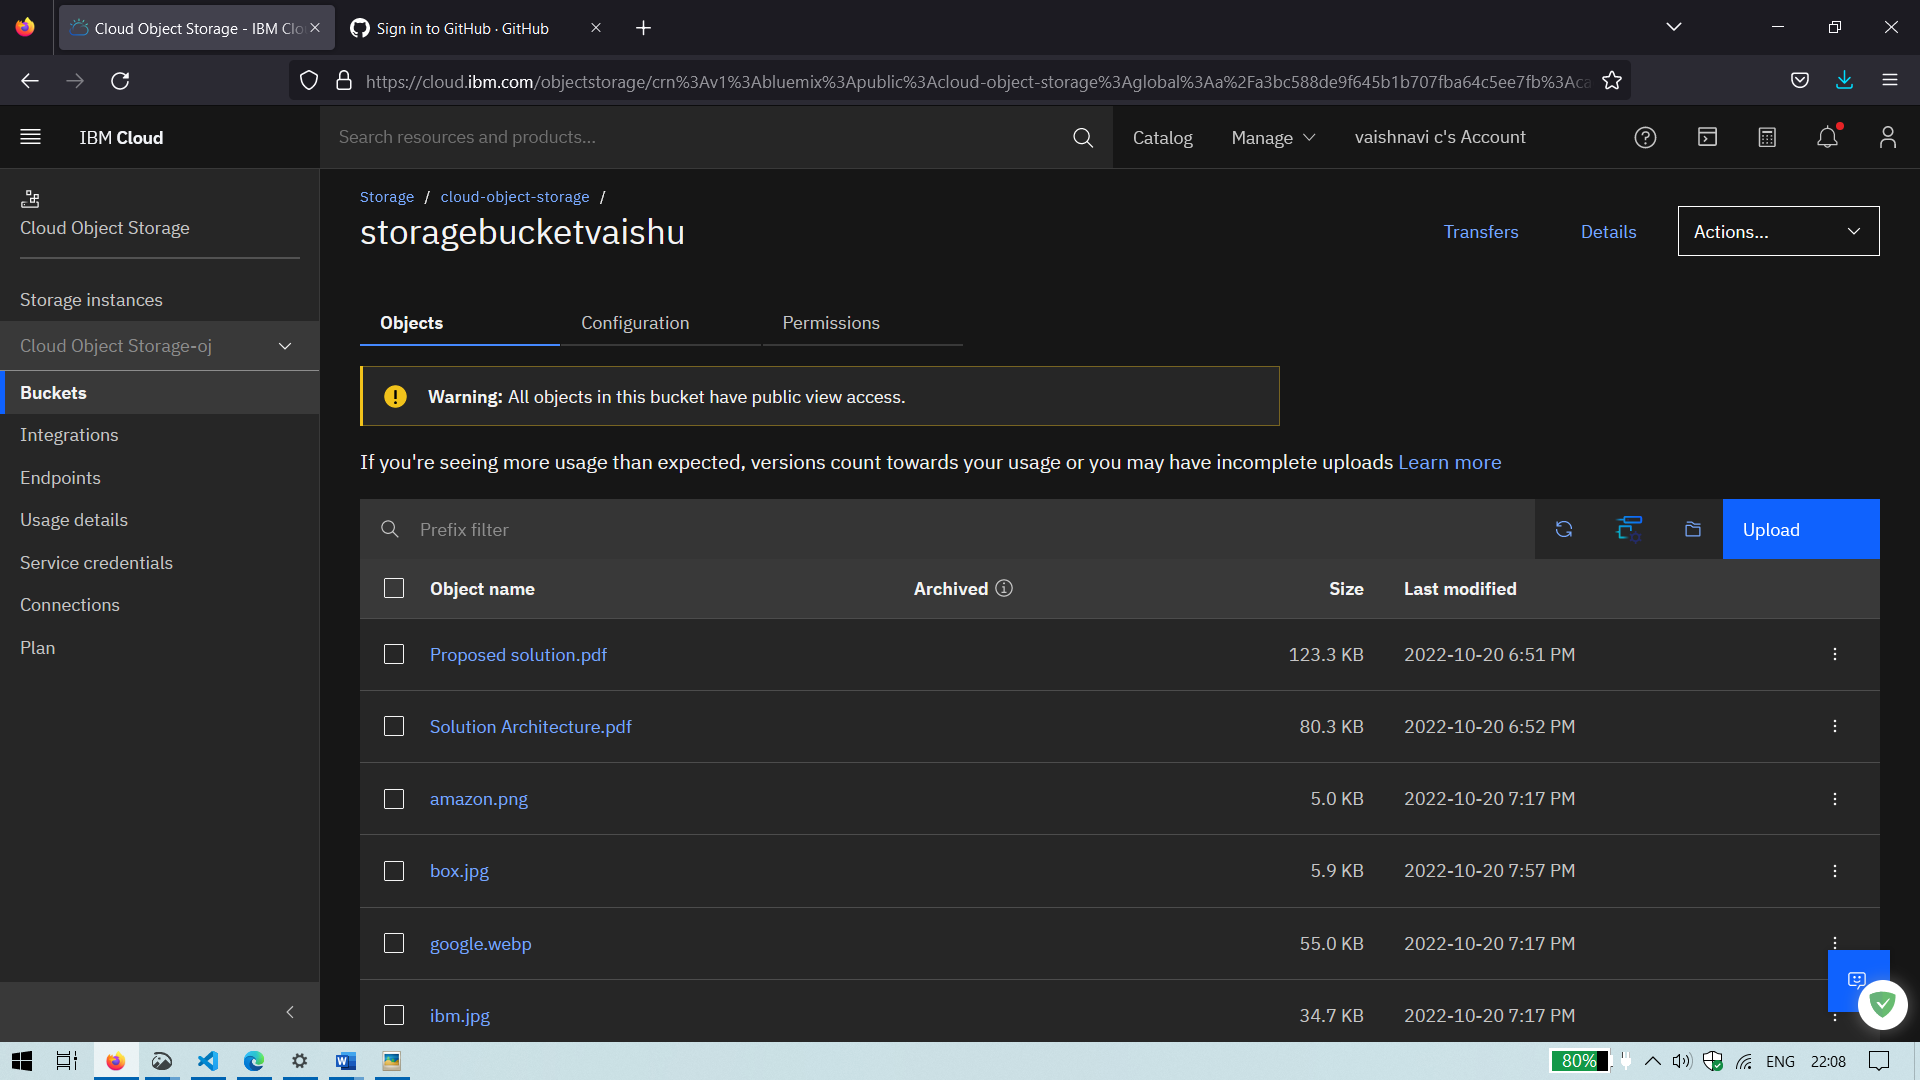 Cloud Object Storage - IBM Clo
Sign in to GitHub · GitHub
https://cloud.ibm.com/objectstorage/crn%3Av1%3Abluemix%3Apublic%3Acloud-object-storage%3Aglobal%3Aa%2Fa3bc588de9f645b1b707fba64c5ee7fb%3Aca
IBM Cloud
Search resources and products...
Catalog
Manage
vaishnavi c's Account
Cloud Object Storage
Storage instances
Cloud Object Storage-oj
Buckets
Integrations
Endpoints
Usage details
Service credentials
Connections
Plan
Storage / cloud-object-storage /
storagebucketvaishu
Transfers
Details
Actions...
Objects
Configuration
Permissions
Warning: All objects in this bucket have public view access.
If you're seeing more usage than expected, versions count towards your usage or you may have incomplete uploads Learn more
Prefix filter
Upload
Object name Archived Size Last modified
Proposed solution.pdf 123.3 KB 2022-10-20 6:51 PM
Solution Architecture.pdf 80.3 KB 2022-10-20 6:52 PM
amazon.png 5.0 KB 2022-10-20 7:17 PM
box.jpg 5.9 KB 2022-10-20 7:57 PM
google.webp 55.0 KB 2022-10-20 7:17 PM
ibm.jpg 34.7 KB 2022-10-20 7:17 PM
80%
ENG
22:08